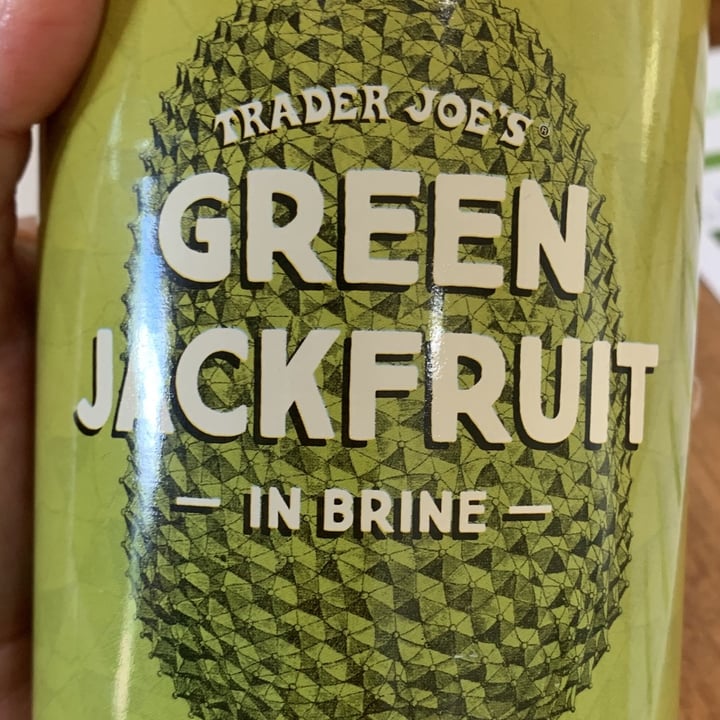 TRADER JOE'S®
GREEN
JACKFRUIT
— IN BRINE —